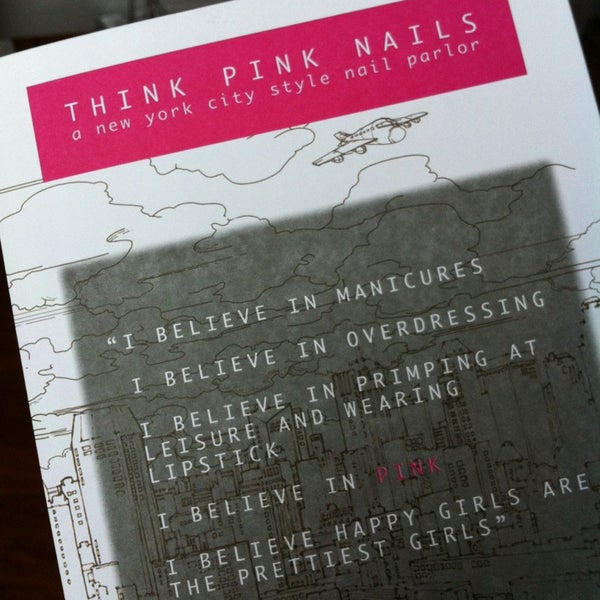 THINK PINK NAILS
a new york city style nail parlor
"I BELIEVE IN MANICURES
I BELIEVE IN OVERDRESSING
I BELIEVE IN PRIMPING AT
LEISURE AND WEARING
LIPSTICK
I BELIEVE IN PINK
I BELIEVE HAPPY GIRLS ARE
THE PRETTIEST GIRLS"